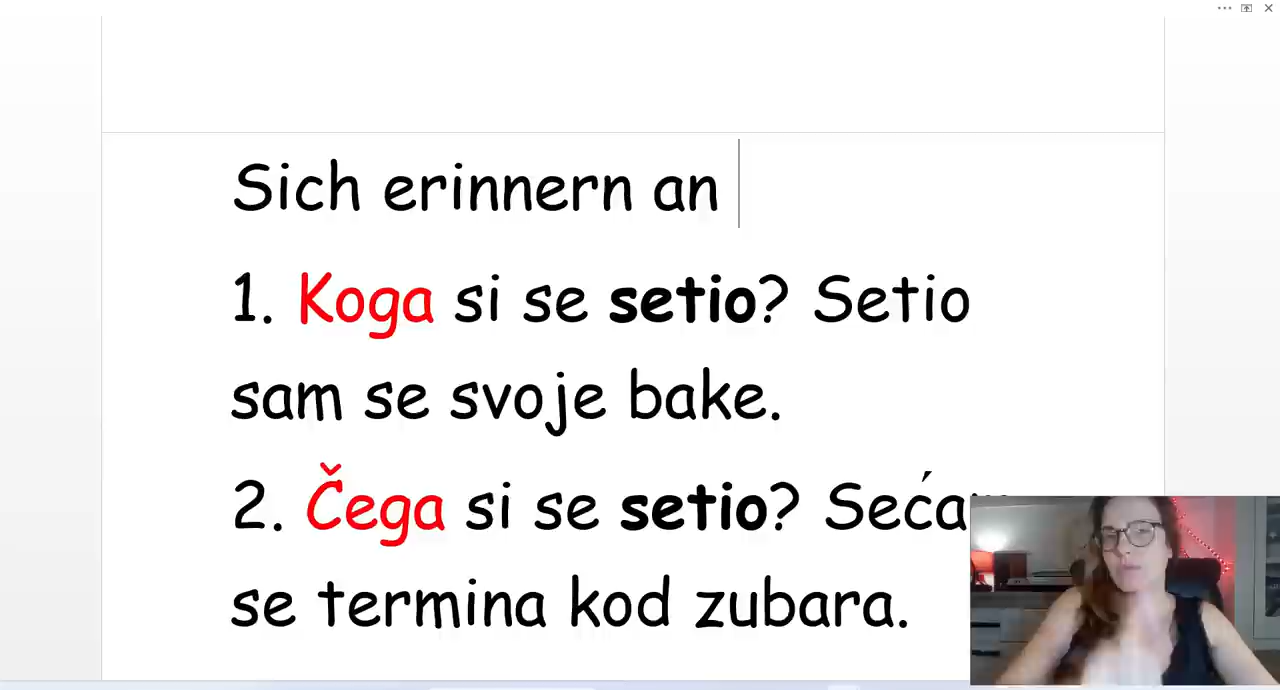 Sich erinnern an
1. Koga si se setio? Setio
sam se svoje bake.
2. Čega si se setio?
se termina kod zubara.